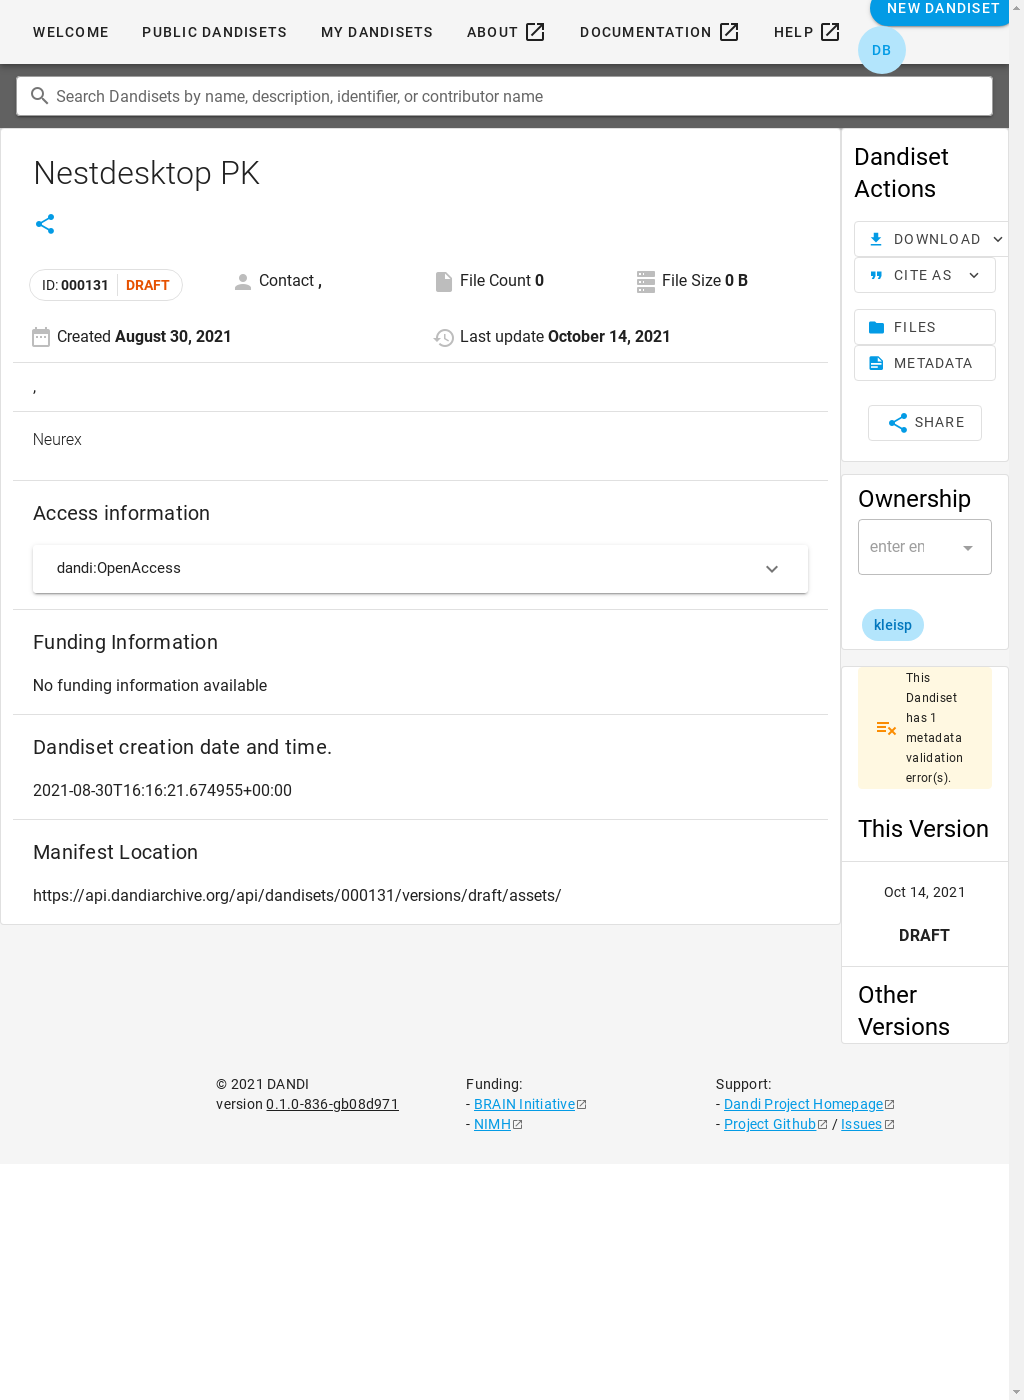 WELCOME PUBLIC DANDISETS MY DANDISETS ABOUT DOCUMENTATION HELP NEW DANDISET
DB
Search Dandisets by name, description, identifier, or contributor name
Nestdesktop PK
ID: 000131 DRAFT
Contact ,
File Count 0
File Size 0 B
Created August 30, 2021
Last update October 14, 2021
,
Neurex
Access information
dandi:OpenAccess
Funding Information
No funding information available
Dandiset creation date and time.
2021-08-30T16:16:21.674955+00:00
Manifest Location
https://api.dandiarchive.org/api/dandisets/000131/versions/draft/assets/
Dandiset
Actions
DOWNLOAD
CITE AS
FILES
METADATA
SHARE
Ownership
enter en
kleisp
This
Dandiset
has 1
metadata
validation
error(s).
This Version
Oct 14, 2021
DRAFT
Other
Versions
© 2021 DANDI
version 0.1.0-836-gb08d971
Funding:
- BRAIN Initiative
- NIMH
Support:
- Dandi Project Homepage
- Project Github / Issues